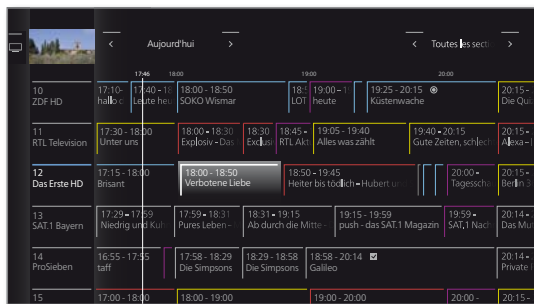 Aujourd'hui
Toutes les secti
17:46 18:00 19:00 20:00
10
ZDF HD
17:10-
hallo d
17:40 - 18
Leute heu
18:00 - 18:50
SOKO Wismar
18:5
LOT
19:00 - 1
heute
19:25 - 20:15
Küstenwache
20:15 -
Die Qui
11
RTL Television
17:30 - 18:00
Unter uns
18:00 - 18:30
Explosiv - Das
18:30
Exclusi
18:45 -
RTL Akt
19:05 - 19:40
Alles was zählt
19:40 - 20:15
Gute Zeiten, schlech
20:15 -
Alexa - I
12
Das Erste HD
17:15 - 18:00
Brisant
18:00 - 18:50
Verbotene Liebe
18:50 - 19:45
Heiter bis tödlich - Hubert un
20:00 -
Tagesscha
20:15 -
Berlin 3
13
SAT.1 Bayern
17:29 - 17:59
Niedrig und Kuh
17:59 - 18:31
Pures Leben -
18:31 - 19:15
Ab durch die Mitte -
19:15 - 19:59
push - das SAT.1 Magazin
19:59 -
SAT,1 Nach
20:14 -
Das Mu
14
ProSieben
16:55 - 17:55
taff
17:58 - 18:29
Die Simpsons
18:29 - 18:58
Die Simpsons
18:58 - 20:14
Galileo
20:14 -
Private
15
17:00 - 18:00
18:00 - 19:00
19:00 - 20:00
20:00 -
20:15 -